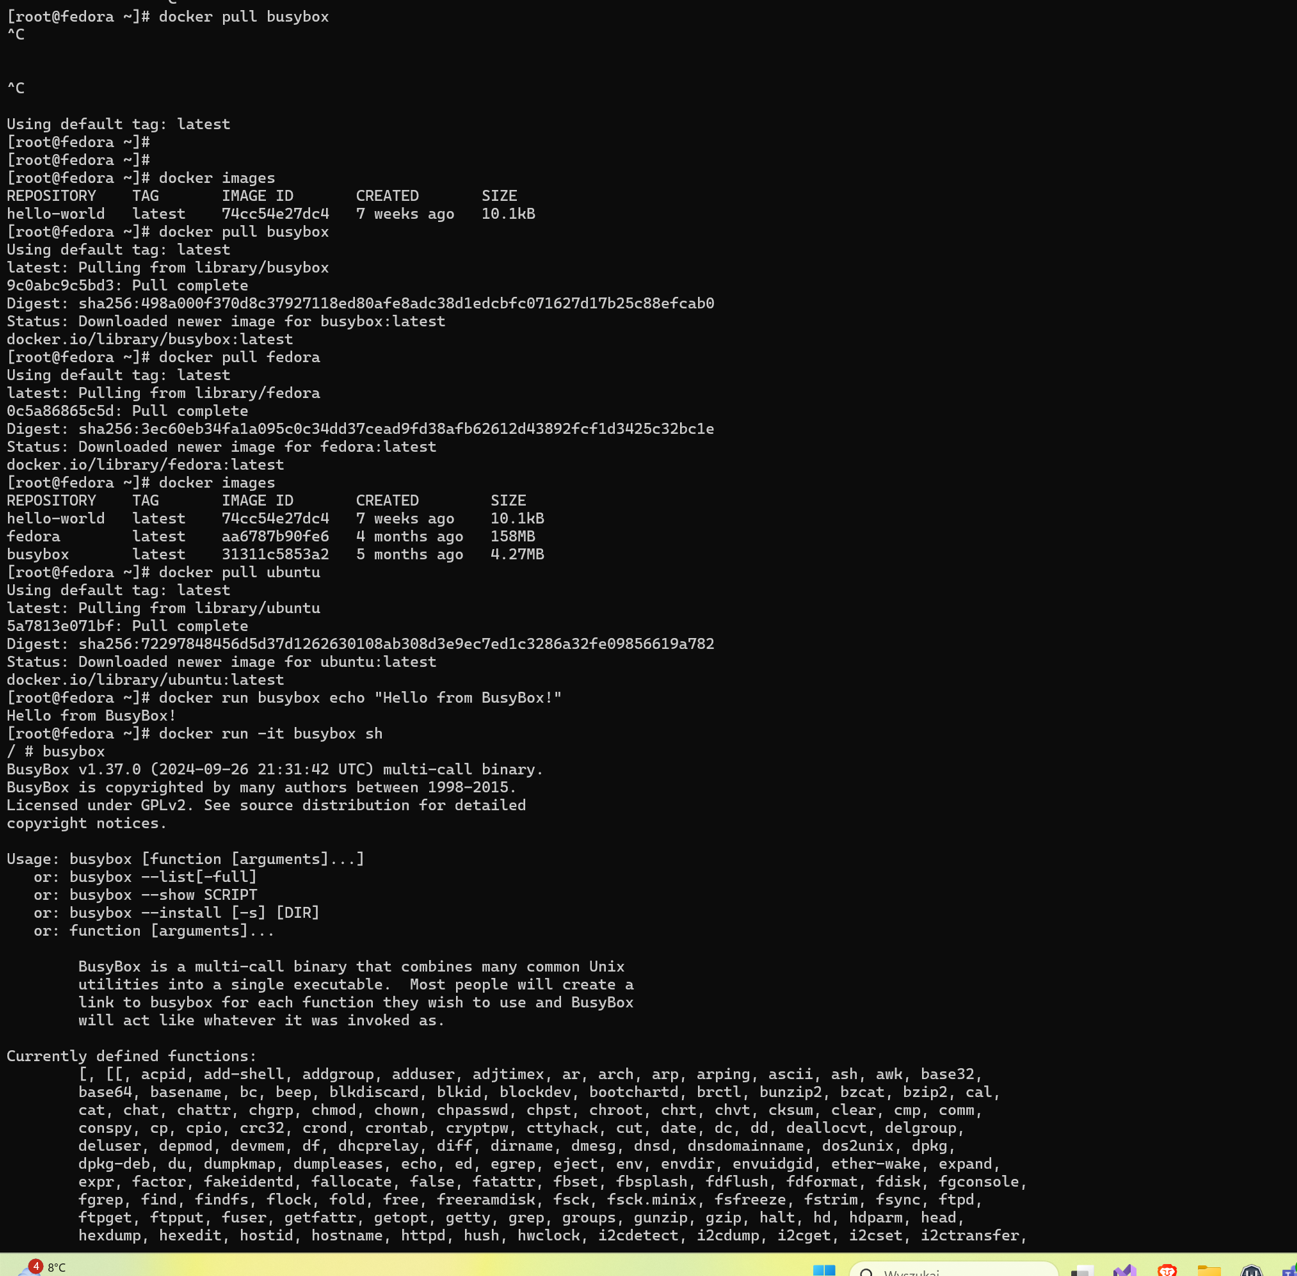 [root@fedora ~]# docker pull busybox
^C
^C
Using default tag: latest
[root@fedora ~]#
[root@fedora ~]#
[root@fedora ~]# docker images
REPOSITORY    TAG       IMAGE ID       CREATED       SIZE
hello-world   latest    74cc54e27dc4   7 weeks ago   10.1kB
[root@fedora ~]# docker pull busybox
Using default tag: latest
latest: Pulling from library/busybox
9c0abc9c5bd3: Pull complete
Digest: sha256:498a000f370d8c37927118ed80afe8adc38d1edcbfc071627d17b25c88efcab0
Status: Downloaded newer image for busybox:latest
docker.io/library/busybox:latest
[root@fedora ~]# docker pull fedora
Using default tag: latest
latest: Pulling from library/fedora
0c5a86865c5d: Pull complete
Digest: sha256:3ec60eb34fa1a095c0c34dd37cead9fd38afb62612d43892fcf1d3425c32bc1e
Status: Downloaded newer image for fedora:latest
docker.io/library/fedora:latest
[root@fedora ~]# docker images
REPOSITORY    TAG       IMAGE ID       CREATED        SIZE
hello-world   latest    74cc54e27dc4   7 weeks ago    10.1kB
fedora        latest    aa6787b90fe6   4 months ago   158MB
busybox       latest    31311c5853a2   5 months ago   4.27MB
[root@fedora ~]# docker pull ubuntu
Using default tag: latest
latest: Pulling from library/ubuntu
5a7813e071bf: Pull complete
Digest: sha256:72297848456d5d37d1262630108ab308d3e9ec7ed1c3286a32fe09856619a782
Status: Downloaded newer image for ubuntu:latest
docker.io/library/ubuntu:latest
[root@fedora ~]# docker run busybox echo "Hello from BusyBox!"
Hello from BusyBox!
[root@fedora ~]# docker run -it busybox sh
/ # busybox
BusyBox v1.37.0 (2024-09-26 21:31:42 UTC) multi-call binary.
BusyBox is copyrighted by many authors between 1998-2015.
Licensed under GPLv2. See source distribution for detailed
copyright notices.
Usage: busybox [function [arguments]...]
   or: busybox --list[-full]
   or: busybox --show SCRIPT
   or: busybox --install [-s] [DIR]
   or: function [arguments]...
        BusyBox is a multi-call binary that combines many common Unix
        utilities into a single executable.  Most people will create a
        link to busybox for each function they wish to use and BusyBox
        will act like whatever it was invoked as.
Currently defined functions:
        [, [[, acpid, add-shell, addgroup, adduser, adjtimex, ar, arch, arp, arping, ascii, ash, awk, base32,
        base64, basename, bc, beep, blkdiscard, blkid, blockdev, bootchartd, brctl, bunzip2, bzcat, bzip2, cal,
        cat, chat, chattr, chgrp, chmod, chown, chpasswd, chpst, chroot, chrt, chvt, cksum, clear, cmp, comm,
        conspy, cp, cpio, crc32, crond, crontab, cryptpw, cttyhack, cut, date, dc, dd, deallocvt, delgroup,
        deluser, depmod, devmem, df, dhcprelay, diff, dirname, dmesg, dnsd, dnsdomainname, dos2unix, dpkg,
        dpkg-deb, du, dumpkmap, dumpleases, echo, ed, egrep, eject, env, envdir, envuidgid, ether-wake, expand,
        expr, factor, fakeidentd, fallocate, false, fatattr, fbset, fbsplash, fdflush, fdformat, fdisk, fgconsole,
        fgrep, find, findfs, flock, fold, free, freeramdisk, fsck, fsck.minix, fsfreeze, fstrim, fsync, ftpd,
        ftpget, ftpput, fuser, getfattr, getopt, getty, grep, groups, gunzip, gzip, halt, hd, hdparm, head,
        hexdump, hexedit, hostid, hostname, httpd, hush, hwclock, i2cdetect, i2cdump, i2cget, i2cset, i2ctransfer,
4 8°C
Wyszukaj